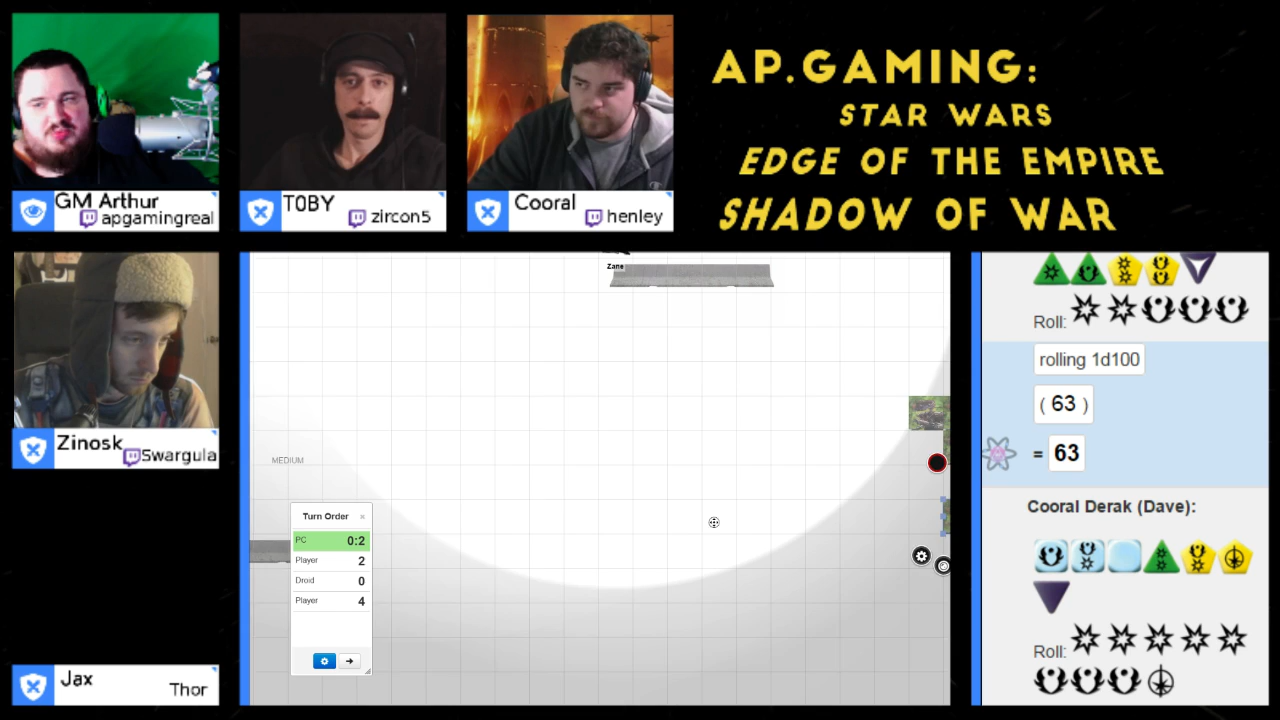 AP.GAMING:
STAR WARS
EDGE OF THE EMPIRE
SHADOW OF WAR
GM Arthur
apgamingreal
T0BY
zircon5
Cooral
henley
Zinosk
Swargula
Jax
Thor
Zane
MEDIUM
Turn Order ×
PC 0:2
Player 2
Droid 0
Player 4
Roll:
rolling 1d100
( 63 )
= 63
Cooral Derak (Dave):
Roll: